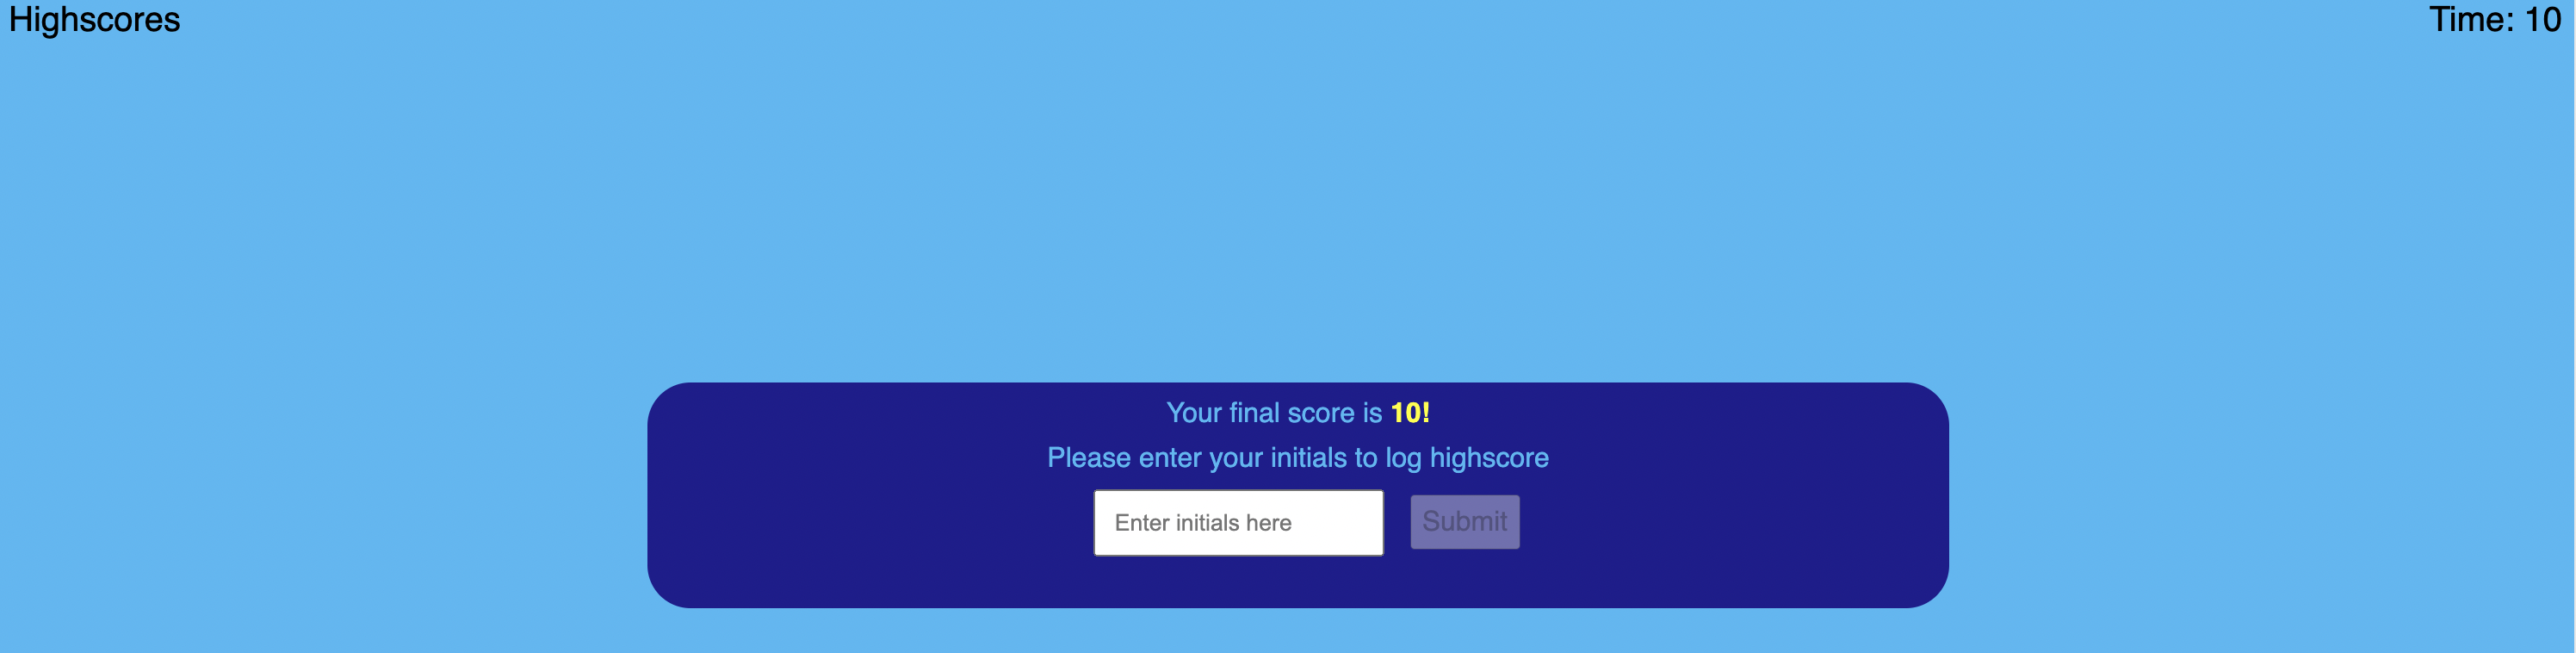 Highscores
Time: 10
Your final score is 10!
Please enter your initials to log highscore
Enter initials here
Submit